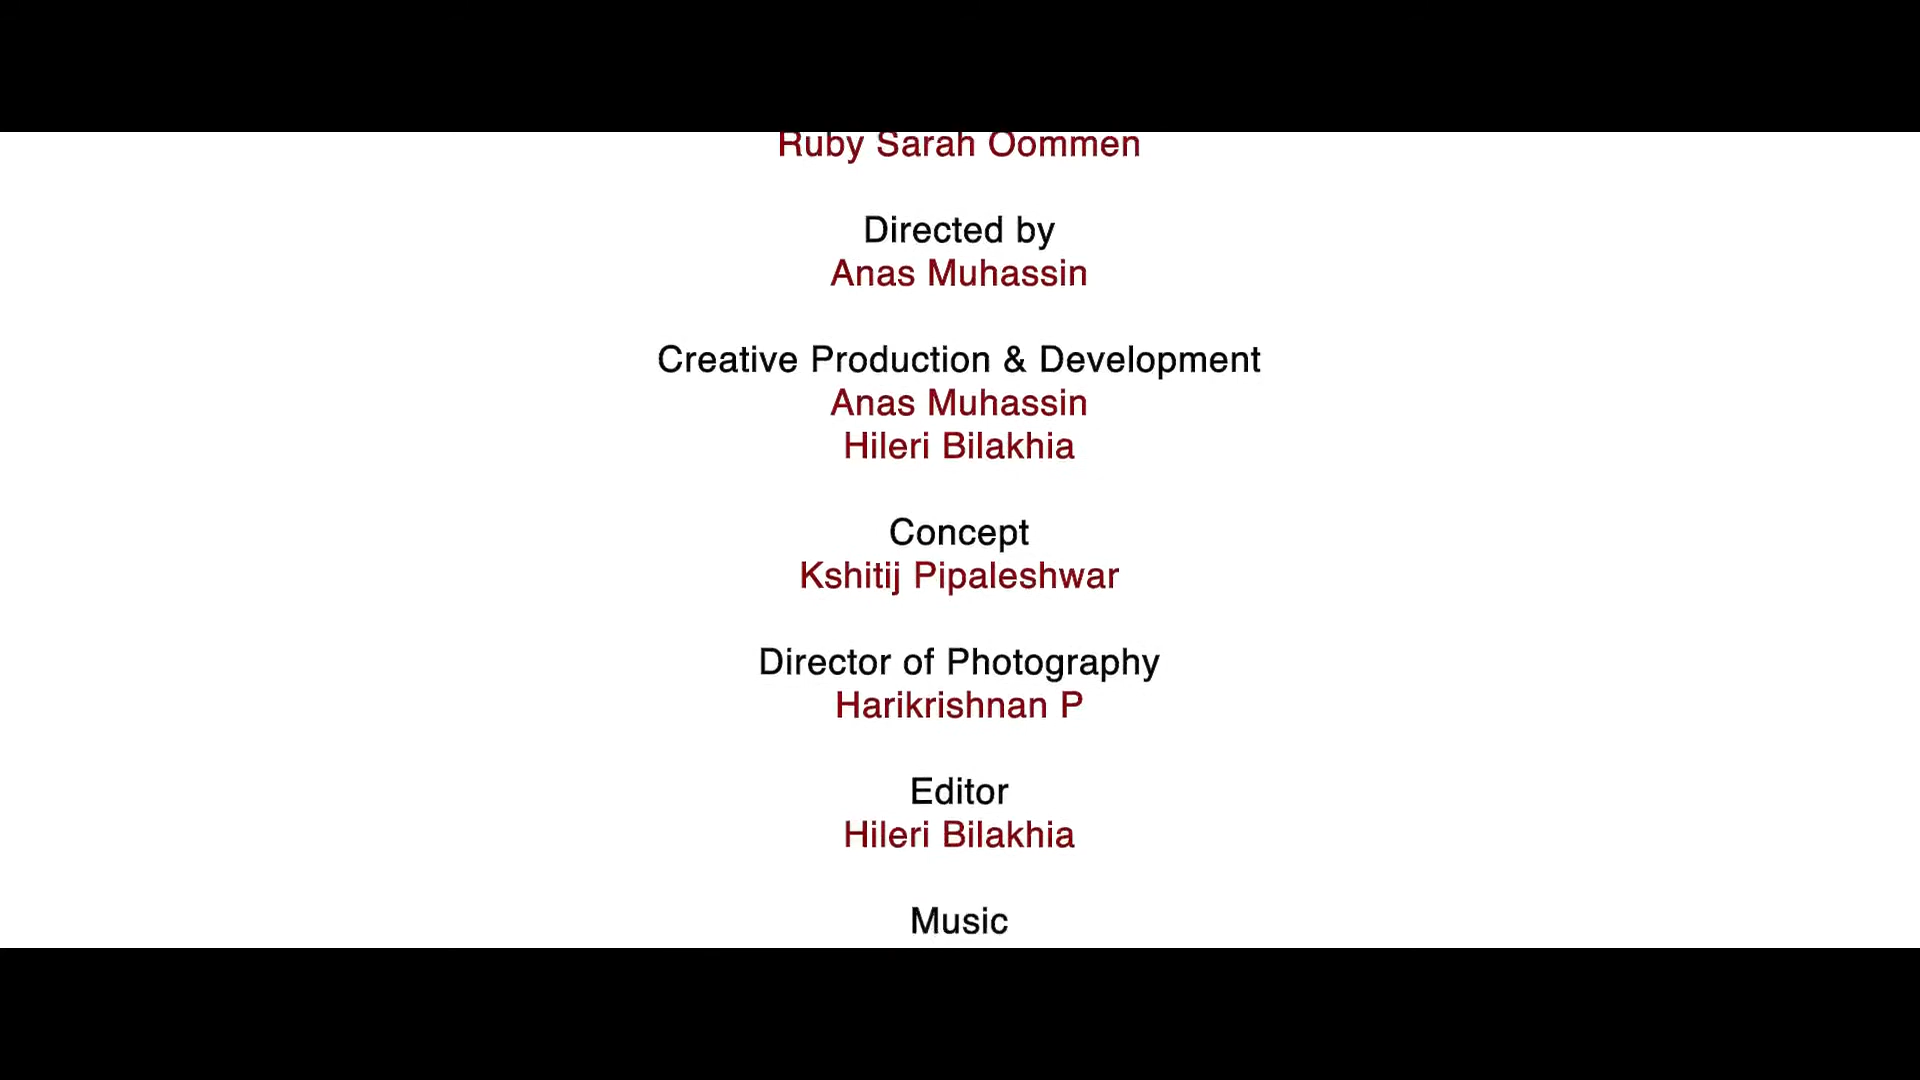 Ruby Sarah Oommen
Directed by
Anas Muhassin
Creative Production & Development
Anas Muhassin
Hileri Bilakhia
Concept
Kshitij Pipaleshwar
Director of Photography
Harikrishnan P
Editor
Hileri Bilakhia
Music